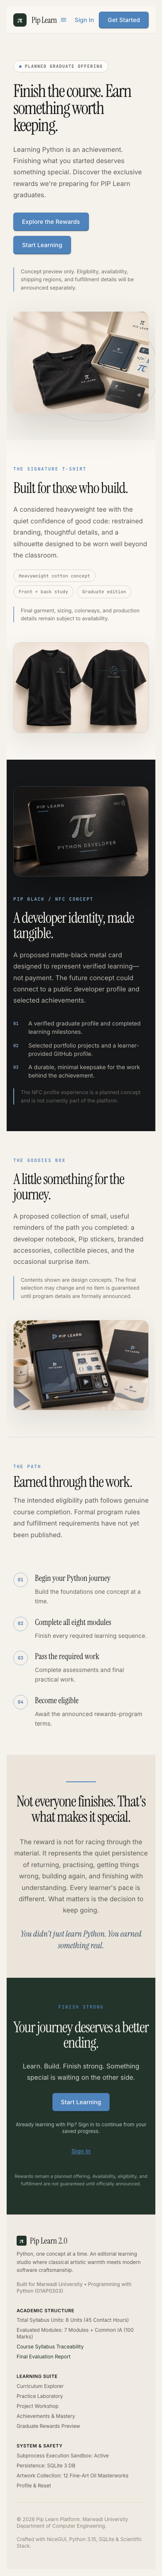 π Pip Learn Sign In Get Started
PLANNED GRADUATE OFFERING
Finish the course. Earn
something worth
keeping.
Learning Python is an achievement.
Finishing what you started deserves
something special. Discover the exclusive
rewards we're preparing for PIP Learn
graduates.
Explore the Rewards
Start Learning
Concept preview only. Eligibility, availability,
shipping regions, and fulfillment details will be
announced separately.
THE SIGNATURE T-SHIRT
Built for those who build.
A considered heavyweight tee with the
quiet confidence of good code: restrained
branding, thoughtful details, and a
silhouette designed to be worn well beyond
the classroom.
Heavyweight cotton concept
Front + back study
Graduate edition
Final garment, sizing, colorways, and production
details remain subject to availability.
PIP LEARN
π
PYTHON DEVELOPER
PIP BLACK / NFC CONCEPT
A developer identity, made
tangible.
A proposed matte-black metal card
designed to represent verified learning—
not payment. The future concept could
connect to a public developer profile and
selected achievements.
01 A verified graduate profile and completed
learning milestones.
02 Selected portfolio projects and a learner-
provided GitHub profile.
03 A durable, minimal keepsake for the work
behind the achievement.
The NFC profile experience is a planned concept
and is not currently part of the platform.
THE GOODIES BOX
A little something for the
journey.
A proposed collection of small, useful
reminders of the path you completed: a
developer notebook, Pip stickers, branded
accessories, collectible pieces, and the
occasional surprise item.
Contents shown are design concepts. The final
selection may change and no item is guaranteed
until program details are formally announced.
PIP LEARN
THE PATH
Earned through the work.
The intended eligibility path follows genuine
course completion. Formal program rules
and fulfillment requirements have not yet
been published.
01 Begin your Python journey
Build the foundations one concept at a
time.
02 Complete all eight modules
Finish every required learning sequence.
03 Pass the required work
Complete assessments and final
practical work.
04 Become eligible
Await the announced rewards-program
terms.
Not everyone finishes. That's
what makes it special.
The reward is not for racing through the
material. It represents the quiet persistence
of returning, practising, getting things
wrong, building again, and finishing with
understanding. Every learner's pace is
different. What matters is the decision to
keep going.
You didn't just learn Python. You earned
something real.
FINISH STRONG
Your journey deserves a better
ending.
Learn. Build. Finish strong. Something
special is waiting on the other side.
Start Learning
Already learning with Pip? Sign in to continue from your
saved progress.
Sign In
Rewards remain a planned offering. Availability, eligibility, and
fulfillment are not guaranteed until officially announced.
π Pip Learn 2.0
Python, one concept at a time. An editorial learning
studio where classical artistic warmth meets modern
software craftsmanship.
Built for Marwadi University • Programming with
Python (01AP0303)
ACADEMIC STRUCTURE
Total Syllabus Units: 8 Units (45 Contact Hours)
Evaluated Modules: 7 Modules + Common IA (100
Marks)
Course Syllabus Traceability
Final Evaluation Report
LEARNING SUITE
Curriculum Explorer
Practice Laboratory
Project Workshop
Achievements & Mastery
Graduate Rewards Preview
SYSTEM & SAFETY
Subprocess Execution Sandbox: Active
Persistence: SQLite 3 DB
Artwork Collection: 12 Fine-Art Oil Masterworks
Profile & Reset
© 2026 Pip Learn Platform. Marwadi University
Department of Computer Engineering.
Crafted with NiceGUI, Python 3.15, SQLite & Scientific
Stack.